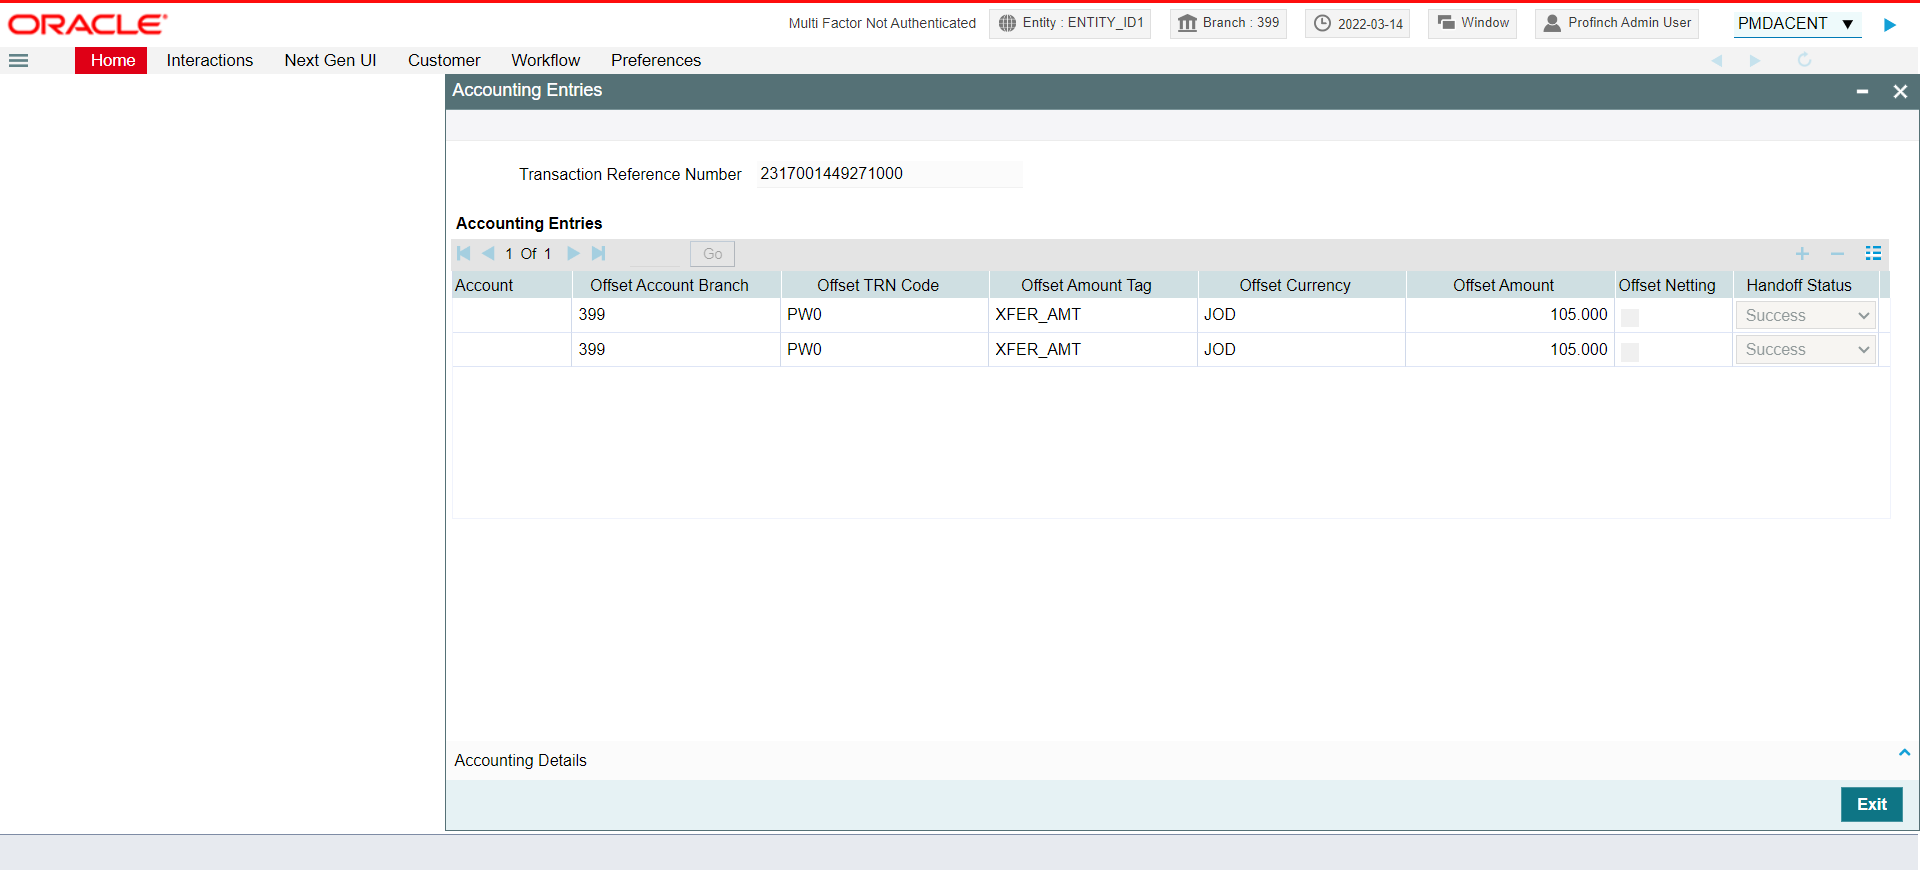 ORACLE
Multi Factor Not Authenticated
Entity : ENTITY_ID1
Branch : 399
2022-03-14
Window
Profinch Admin User
PMDACENT
Home Interactions Next Gen UI Customer Workflow Preferences
Accounting Entries
Transaction Reference Number 2317001449271000
Accounting Entries
1 Of 1 Go
Account Offset Account Branch Offset TRN Code Offset Amount Tag Offset Currency Offset Amount Offset Netting Handoff Status
399 PW0 XFER_AMT JOD 105.000 Success
399 PW0 XFER_AMT JOD 105.000 Success
Accounting Details
Exit